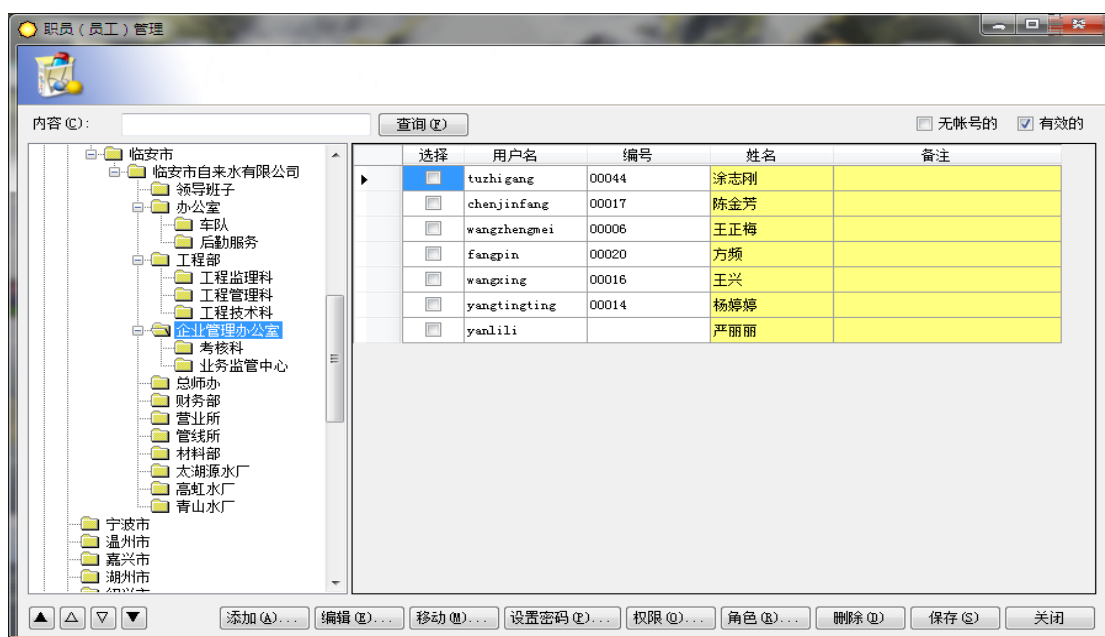 职员（员工）管理
内容(C):
查询(F)
无帐号的
有效的
临安市
临安市自来水有限公司
领导班子
办公室
车队
后勤服务
工程部
工程监理科
工程管理科
工程技术科
企业管理办公室
考核科
业务监管中心
总师办
财务部
营业所
管线所
材料部
太湖源水厂
高虹水厂
青山水厂
宁波市
温州市
嘉兴市
湖州市
选择 用户名 编号 姓名 备注
tuzhigang 00044 涂志刚
chenjinfang 00017 陈金芳
wangzhengmei 00006 王正梅
fangpin 00020 方频
wangxing 00016 王兴
yangtingting 00014 杨婷婷
yanlili 严丽丽
添加(A)... 编辑(E)... 移动(M)... 设置密码(P)... 权限(O)... 角色(R)... 删除(D) 保存(S) 关闭